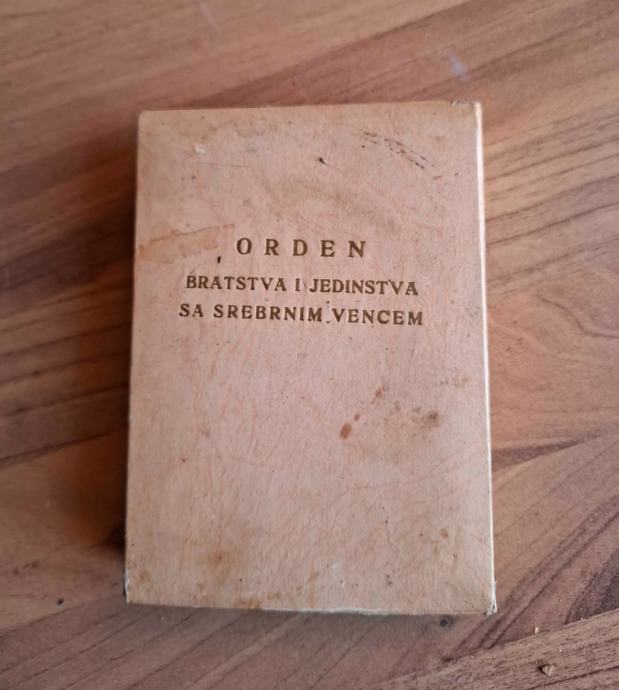 ORDEN
BRATSTVA I JEDINSTVA
SA SREBRNIM VENCEM